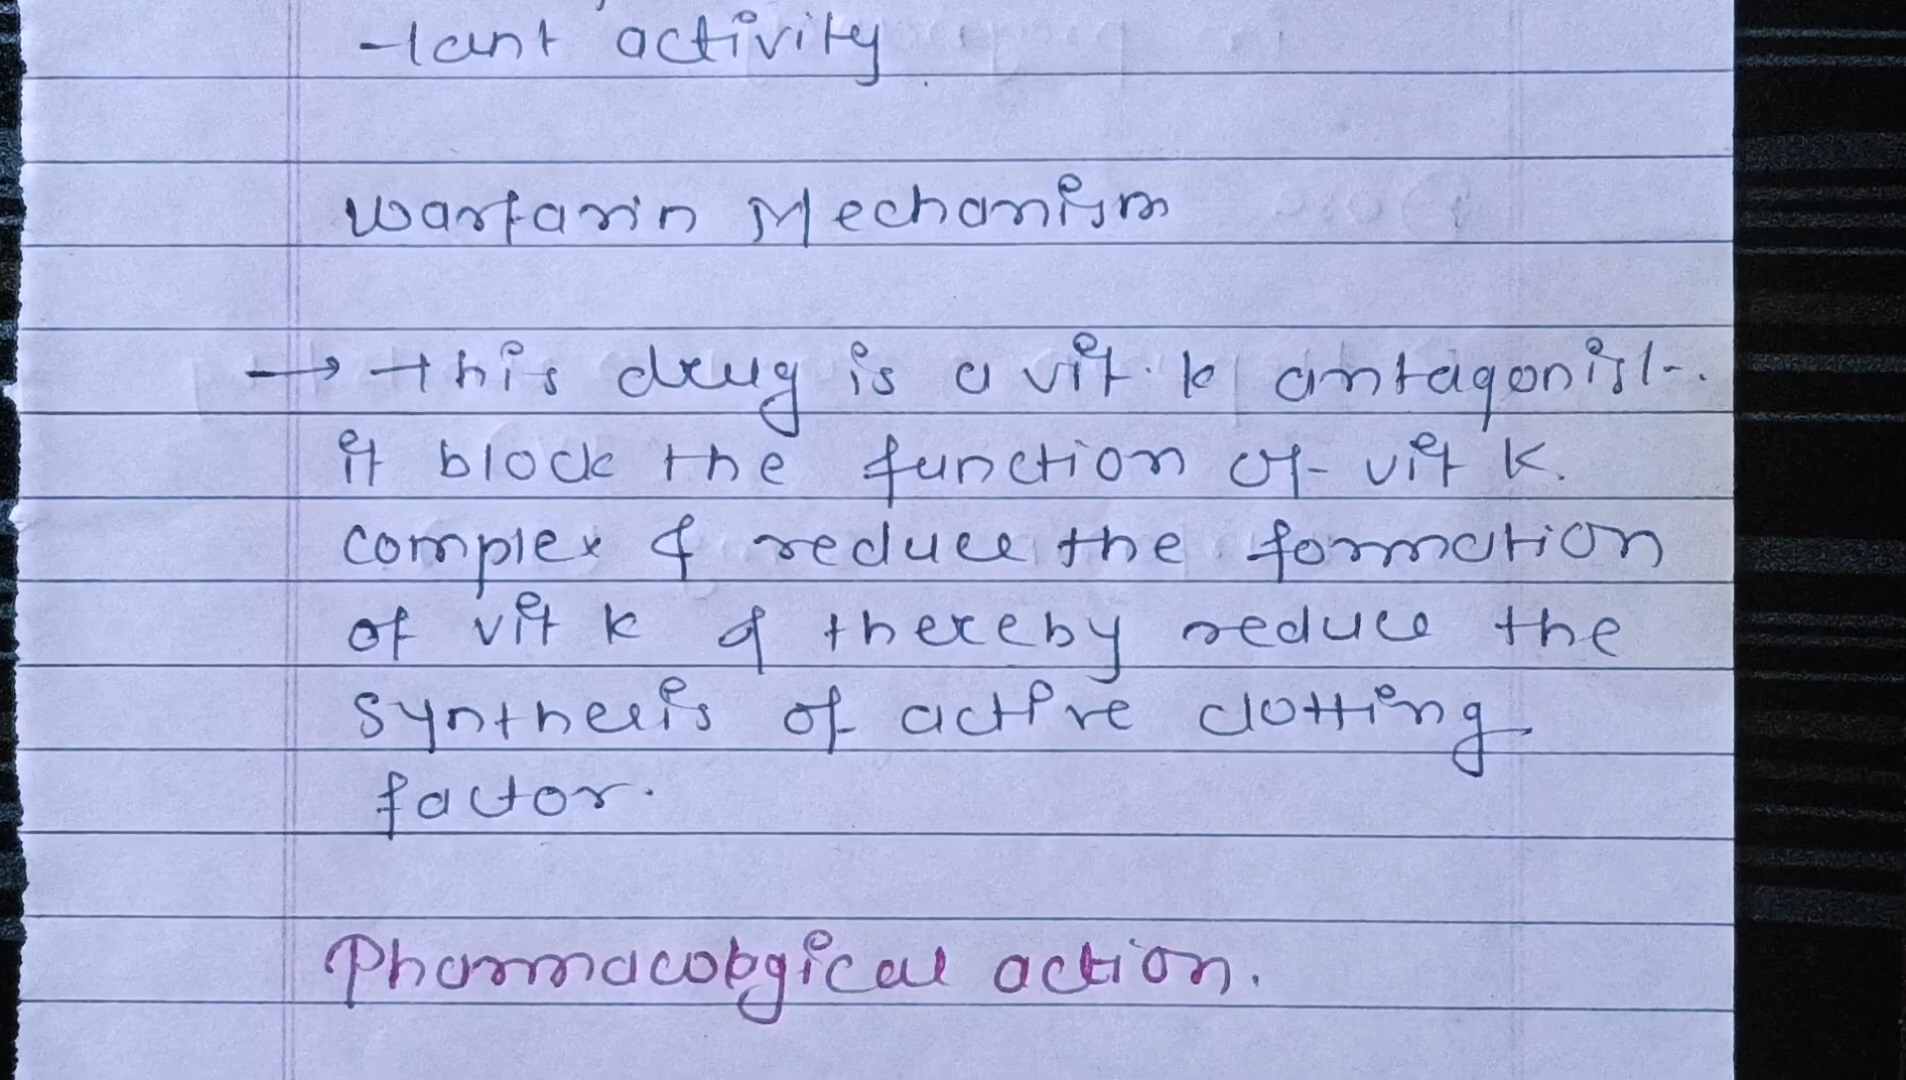 -lant activity
Warfarin Mechanism
→ this drug is a vit. k antagonist.
it block the function of vit K.
complex & reduce the formation
of vit k & thereby reduce the
synthesis of active clotting
factor.
Pharmacological action.